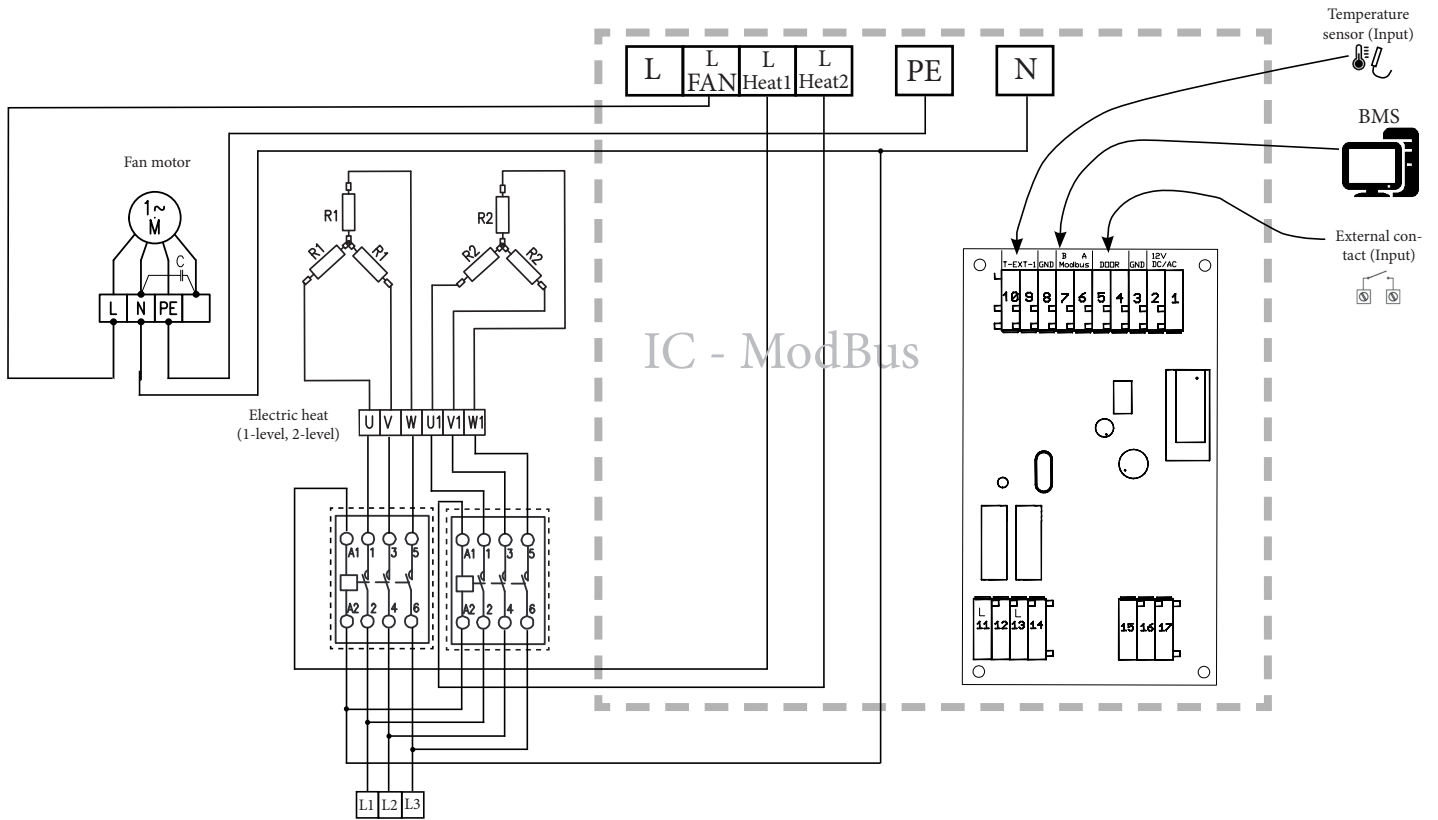 Temperature
sensor (Input)
L
L
FAN
L
Heat1
L
Heat2
PE
N
BMS
Fan motor
1~
M
C
L N PE
R1
R1
R1
R2
R2
R2
External con-
tact (Input)
T-EXT-1 GND B A Modbus DOOR GND 12V DC/AC
10 9 8 7 6 5 4 3 2 1
IC - ModBus
Electric heat
(1-level, 2-level)
U V W U1 V1 W1
A1 1 3 5
A2 2 4 6
A1 1 3 5
A2 2 4 6
L L
11 12 13 14
15 16 17
L1 L2 L3